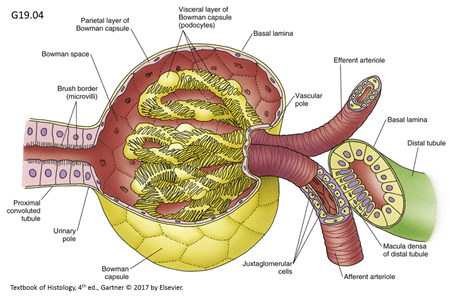 G19.04
Visceral layer of
Bowman capsule
(podocytes)
Parietal layer of
Bowman capsule
Basal lamina
Bowman space
Efferent arteriole
Brush border
(microvilli)
Vascular
pole
Basal lamina
Distal tubule
Proximal
convoluted
tubule
Urinary
pole
Macula densa
of distal tubule
Juxtaglomerular
cells
Bowman
capsule
Afferent arteriole
Textbook of Histology, 4th ed., Gartner © 2017 by Elsevier.